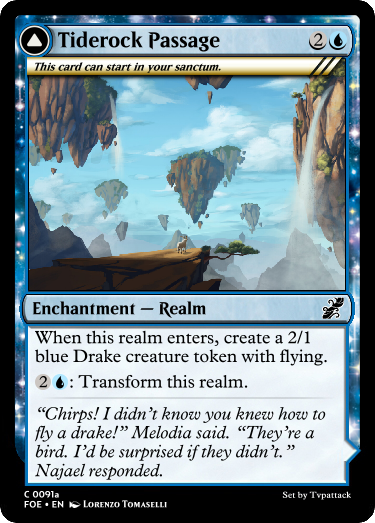 Tiderock Passage 2
This card can start in your sanctum.
Enchantment — Realm
When this realm enters, create a 2/1
blue Drake creature token with flying.
2 : Transform this realm.
“Chirps! I didn’t know you knew how to
fly a drake!” Melodia said. “They’re a
bird. I’d be surprised if they didn’t.”
Najael responded.
C 0091a
FOE • EN Lorenzo Tomaselli
Set by Tvpattack